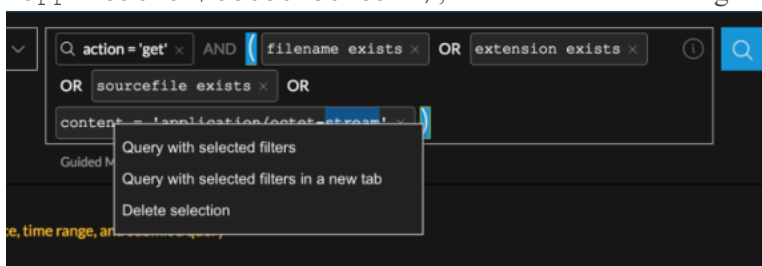 action = 'get' × AND ( filename exists × OR extension exists ×
OR sourcefile exists × OR
content = 'application/octet-stream' × )
Guided M
Query with selected filters
Query with selected filters in a new tab
Delete selection
ce, time range, an